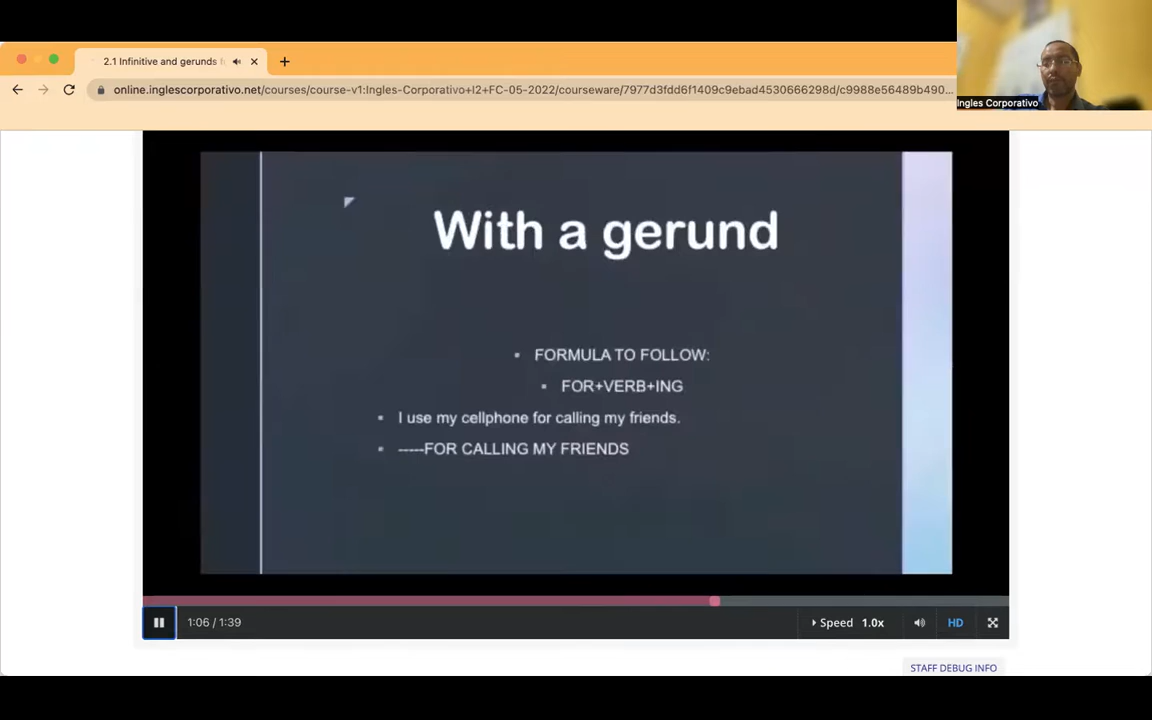 2.1 Infinitive and gerunds f
online.inglescorporativo.net/courses/course-v1:Ingles-Corporativo+I2+FC-05-2022/courseware/7977d3fdd6f1409c9ebad4530666298d/c9988e56489b490...
Ingles Corporativo
With a gerund
FORMULA TO FOLLOW:
FOR+VERB+ING
I use my cellphone for calling my friends.
-----FOR CALLING MY FRIENDS
1:06 / 1:39
Speed 1.0x
HD
STAFF DEBUG INFO